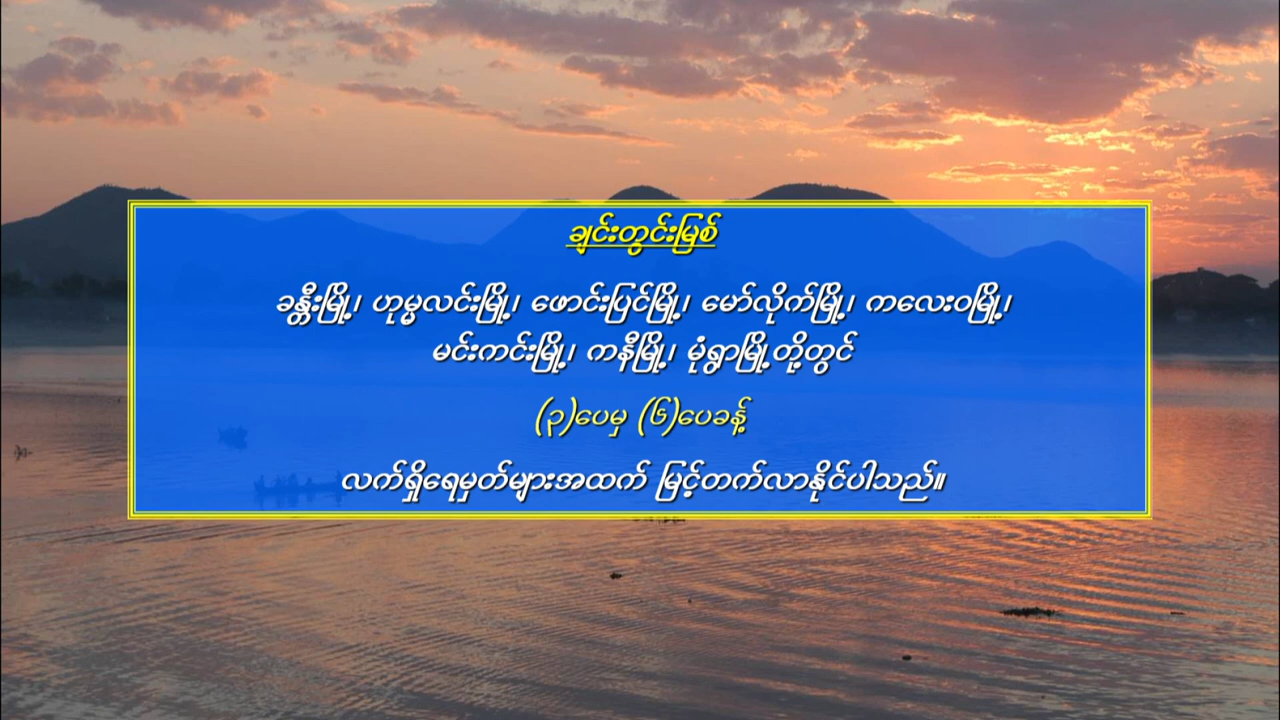 ချင်းတွင်းမြစ်
ခန္တီးမြို့၊ ဟုမ္မလင်းမြို့၊ ဖောင်းပြင်မြို့၊ မော်လိုက်မြို့၊ ကလေးဝမြို့၊
မင်းကင်းမြို့၊ ကနီမြို့၊ မုံရွာမြို့တို့တွင်
(၃)ပေမှ (၆)ပေခန့်
လက်ရှိရေမှတ်များအထက် မြင့်တက်လာနိုင်ပါသည်။